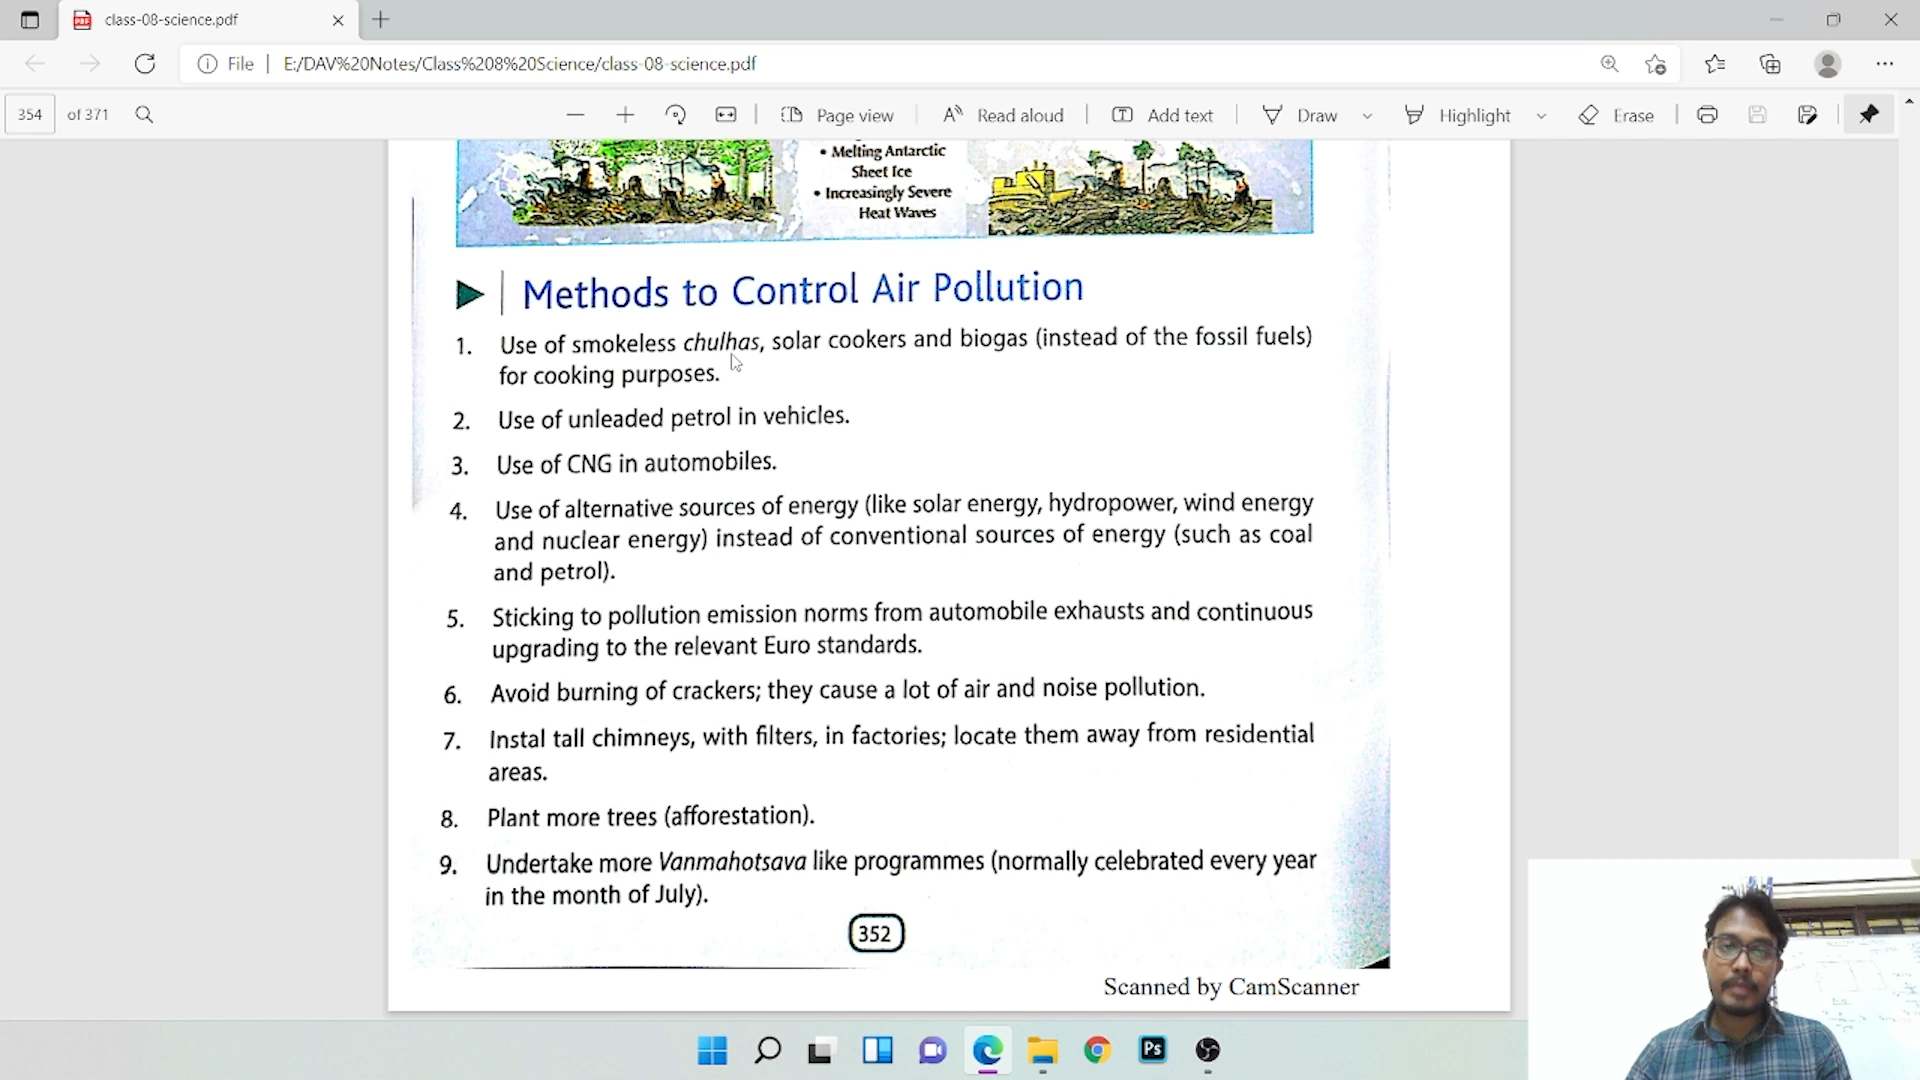 class-08-science.pdf
File
E:/DAV%20Notes/Class%208%20Science/class-08-science.pdf
354 of 371
Page view
Read aloud
Add text
Draw
Highlight
Erase
• Melting Antarctic
Sheet Ice
• Increasingly Severe
Heat Waves
Methods to Control Air Pollution
1. Use of smokeless chulhas, solar cookers and biogas (instead of the fossil fuels)
for cooking purposes.
2. Use of unleaded petrol in vehicles.
3. Use of CNG in automobiles.
4. Use of alternative sources of energy (like solar energy, hydropower, wind energy
and nuclear energy) instead of conventional sources of energy (such as coal
and petrol).
5. Sticking to pollution emission norms from automobile exhausts and continuous
upgrading to the relevant Euro standards.
6. Avoid burning of crackers; they cause a lot of air and noise pollution.
7. Instal tall chimneys, with filters, in factories; locate them away from residential
areas.
8. Plant more trees (afforestation).
9. Undertake more Vanmahotsava like programmes (normally celebrated every year
in the month of July).
352
Scanned by CamScanner
Ps